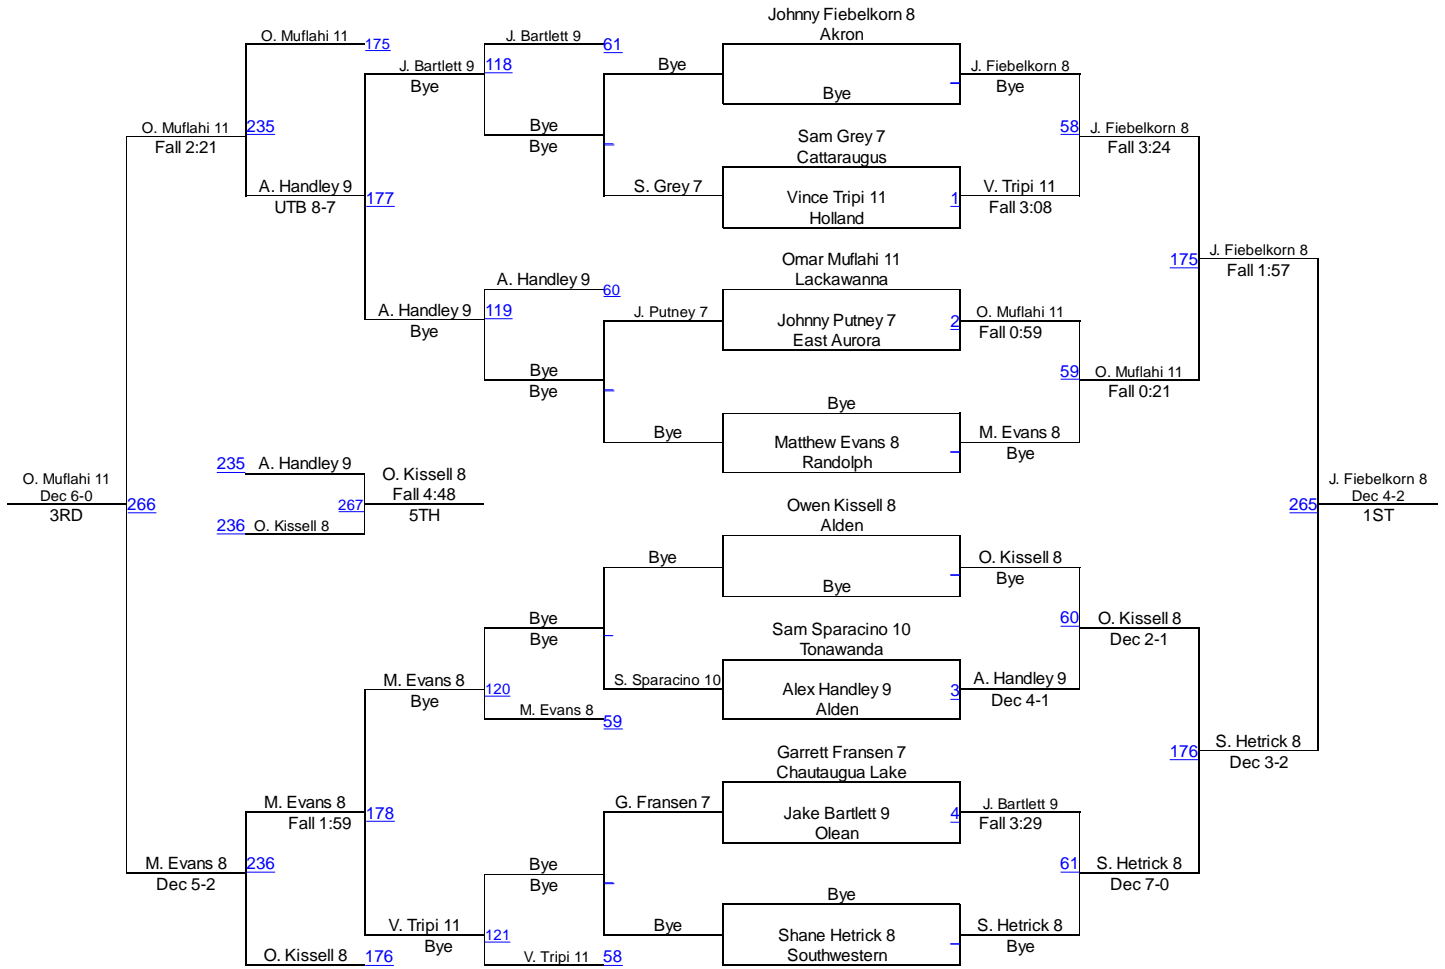 Johnny Fiebelkorn 8
Akron
O. Muflahi 11
175
J. Bartlett 9
61
J. Bartlett 9
118
Bye
Bye
J. Fiebelkorn 8
Bye
Bye
O. Muflahi 11
235
Fall 2:21
Bye
Bye
Sam Grey 7
Cattaraugus
58
J. Fiebelkorn 8
Fall 3:24
A. Handley 9
UTB 8-7
177
S. Grey 7
Vince Tripi 11
Holland
1
V. Tripi 11
Fall 3:08
Omar Muflahi 11
Lackawanna
175
J. Fiebelkorn 8
Fall 1:57
A. Handley 9
60
A. Handley 9
Bye
119
J. Putney 7
Johnny Putney 7
East Aurora
2
O. Muflahi 11
Fall 0:59
Bye
Bye
59
O. Muflahi 11
Fall 0:21
Bye
Bye
Matthew Evans 8
Randolph
M. Evans 8
Bye
235
A. Handley 9
O. Muflahi 11
Dec 6-0
3RD
266
267
O. Kissell 8
Fall 4:48
5TH
236
O. Kissell 8
Owen Kissell 8
Alden
265
J. Fiebelkorn 8
Dec 4-2
1ST
Bye
Bye
O. Kissell 8
Bye
Bye
Bye
Sam Sparacino 10
Tonawanda
60
O. Kissell 8
Dec 2-1
M. Evans 8
Bye
120
S. Sparacino 10
Alex Handley 9
Alden
3
A. Handley 9
Dec 4-1
M. Evans 8
59
Garrett Fransen 7
Chautaugua Lake
176
S. Hetrick 8
Dec 3-2
M. Evans 8
Fall 1:59
178
G. Fransen 7
Jake Bartlett 9
Olean
4
J. Bartlett 9
Fall 3:29
M. Evans 8
Dec 5-2
236
Bye
Bye
61
S. Hetrick 8
Dec 7-0
Bye
V. Tripi 11
Bye
121
Bye
Shane Hetrick 8
Southwestern
S. Hetrick 8
Bye
O. Kissell 8
176
V. Tripi 11
58